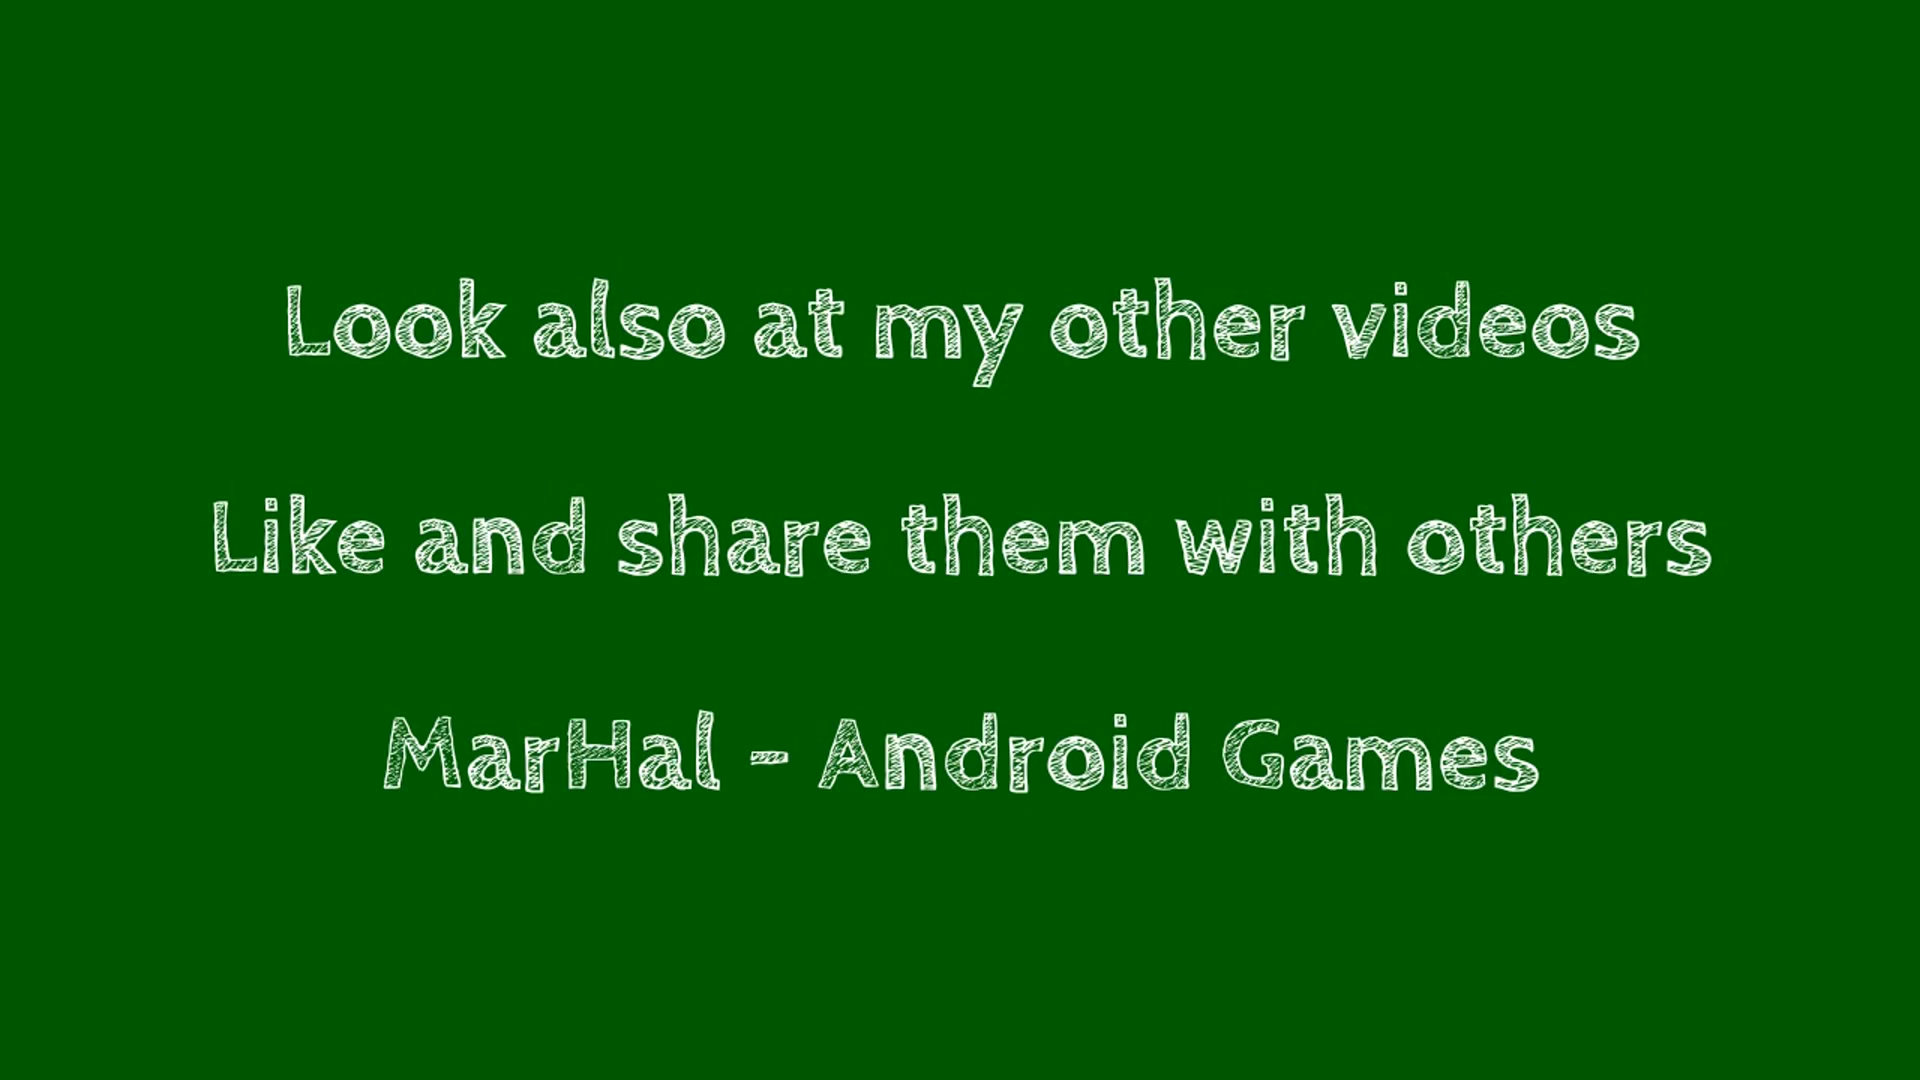 Look also at my other videos
Like and share them with others
MarHal - Android Games